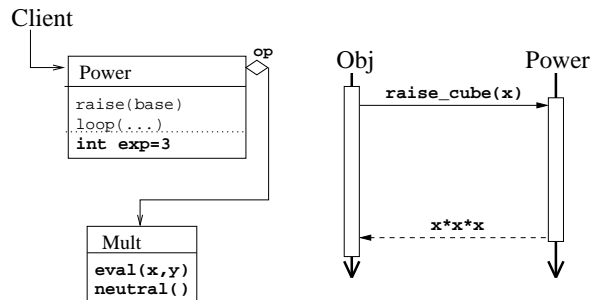 Client
op
Power
raise(base)
loop(...)
int exp=3
Mult
eval(x,y)
neutral()
Obj
Power
raise_cube(x)
x*x*x